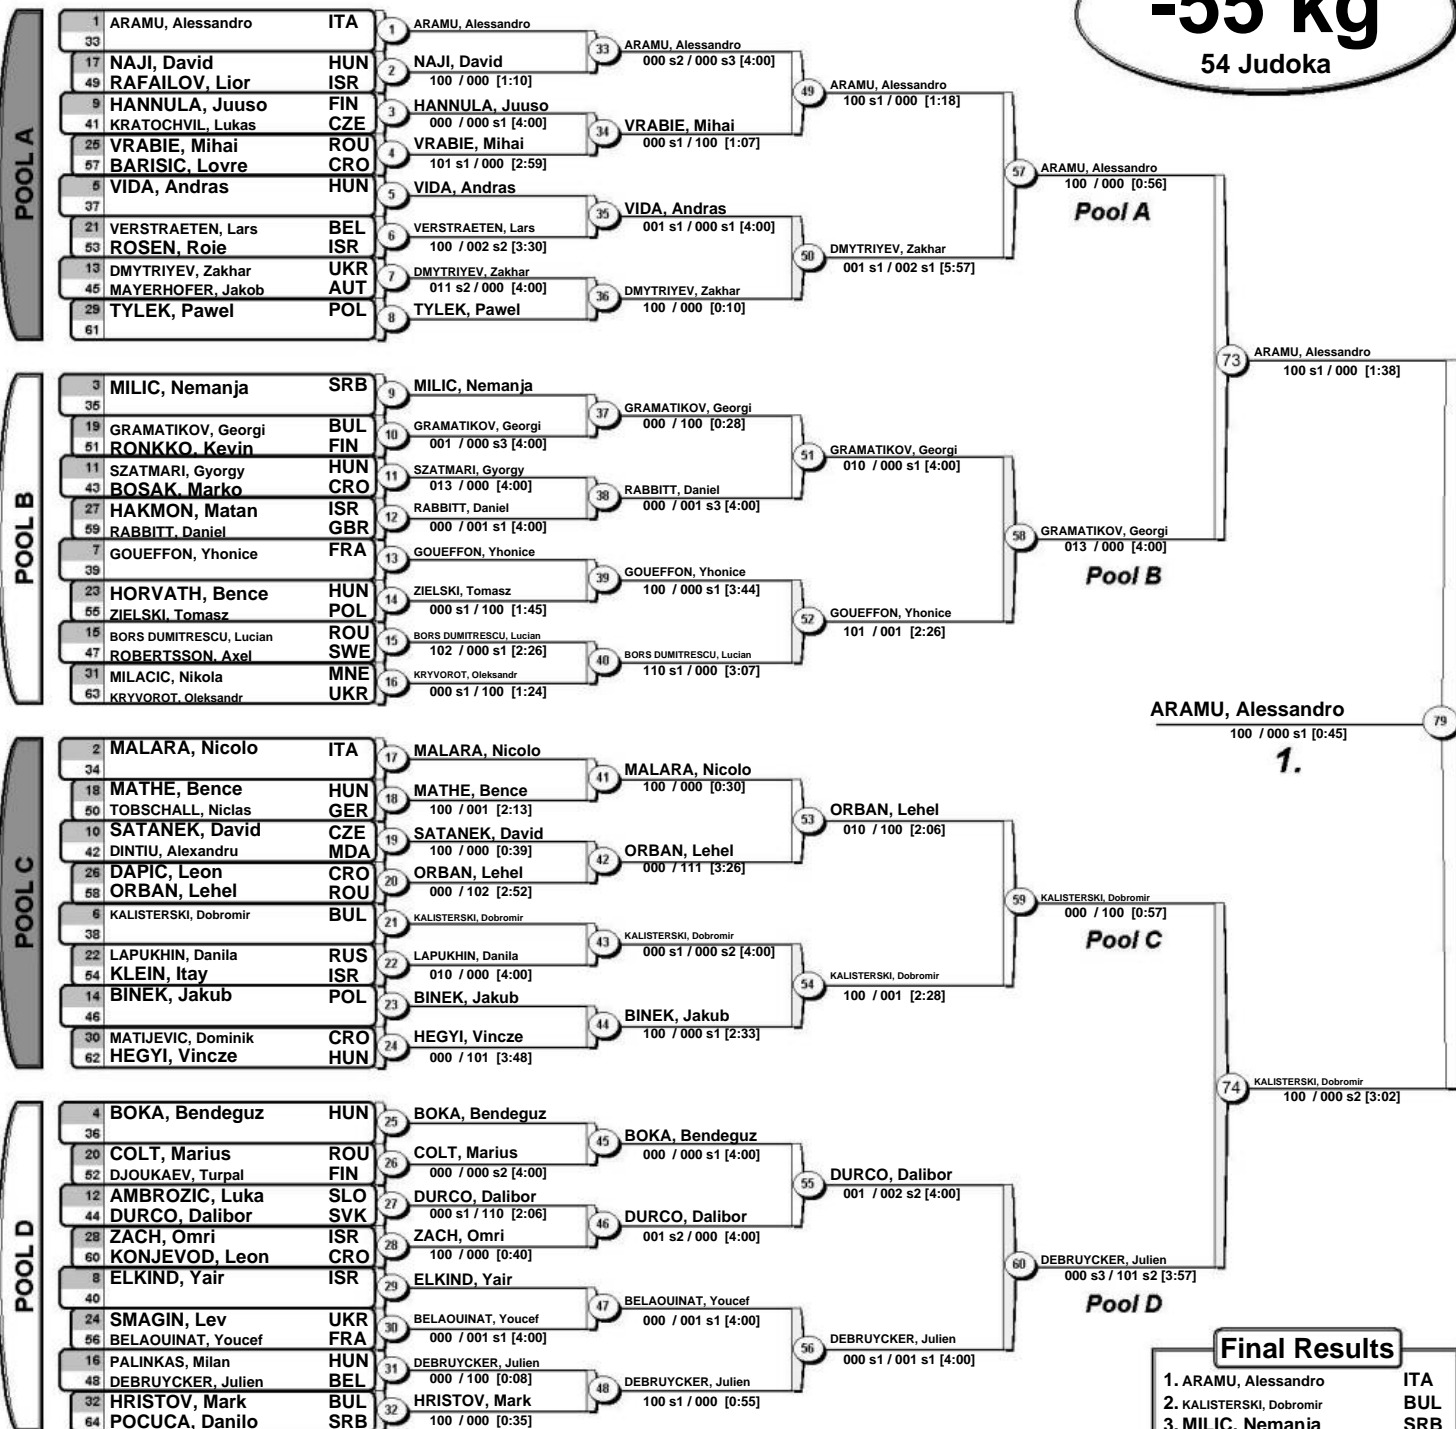 -55 kg
54 Judoka
POOL A
1 ARAMU, Alessandro ITA
33
17 NAJI, David HUN
49 RAFAILOV, Lior ISR
9 HANNULA, Juuso FIN
41 KRATOCHVIL, Lukas CZE
25 VRABIE, Mihai ROU
57 BARISIC, Lovre CRO
5 VIDA, Andras HUN
37
21 VERSTRAETEN, Lars BEL
53 ROSEN, Roie ISR
13 DMYTRIYEV, Zakhar UKR
45 MAYERHOFER, Jakob AUT
29 TYLEK, Pawel POL
61
1 ARAMU, Alessandro
2 NAJI, David
100 / 000 [1:10]
3 HANNULA, Juuso
000 / 000 s1 [4:00]
4 VRABIE, Mihai
101 s1 / 000 [2:59]
5 VIDA, Andras
6 VERSTRAETEN, Lars
100 / 002 s2 [3:30]
7 DMYTRIYEV, Zakhar
011 s2 / 000 [4:00]
8 TYLEK, Pawel
33 ARAMU, Alessandro
000 s2 / 000 s3 [4:00]
34 VRABIE, Mihai
000 s1 / 100 [1:07]
35 VIDA, Andras
001 s1 / 000 s1 [4:00]
36 DMYTRIYEV, Zakhar
100 / 000 [0:10]
49 ARAMU, Alessandro
100 s1 / 000 [1:18]
50 DMYTRIYEV, Zakhar
001 s1 / 002 s1 [5:57]
57 ARAMU, Alessandro
100 / 000 [0:56]
Pool A
POOL B
3 MILIC, Nemanja SRB
35
19 GRAMATIKOV, Georgi BUL
51 RONKKO, Kevin FIN
11 SZATMARI, Gyorgy HUN
43 BOSAK, Marko CRO
27 HAKMON, Matan ISR
59 RABBITT, Daniel GBR
7 GOUEFFON, Yhonice FRA
39
23 HORVATH, Bence HUN
55 ZIELSKI, Tomasz POL
15 BORS DUMITRESCU, Lucian ROU
47 ROBERTSSON, Axel SWE
31 MILACIC, Nikola MNE
63 KRYVOROT, Oleksandr UKR
9 MILIC, Nemanja
10 GRAMATIKOV, Georgi
001 / 000 s3 [4:00]
11 SZATMARI, Gyorgy
013 / 000 [4:00]
12 RABBITT, Daniel
000 / 001 s1 [4:00]
13 GOUEFFON, Yhonice
14 ZIELSKI, Tomasz
000 s1 / 100 [1:45]
15 BORS DUMITRESCU, Lucian
102 / 000 s1 [2:26]
16 KRYVOROT, Oleksandr
000 s1 / 100 [1:24]
37 GRAMATIKOV, Georgi
000 / 100 [0:28]
38 RABBITT, Daniel
000 / 001 s3 [4:00]
39 GOUEFFON, Yhonice
100 / 000 s1 [3:44]
40 BORS DUMITRESCU, Lucian
110 s1 / 000 [3:07]
51 GRAMATIKOV, Georgi
010 / 000 s1 [4:00]
52 GOUEFFON, Yhonice
101 / 001 [2:26]
58 GRAMATIKOV, Georgi
013 / 000 [4:00]
Pool B
73 ARAMU, Alessandro
100 s1 / 000 [1:38]
ARAMU, Alessandro 79
100 / 000 s1 [0:45]
1.
POOL C
2 MALARA, Nicolo ITA
34
18 MATHE, Bence HUN
50 TOBSCHALL, Niclas GER
10 SATANEK, David CZE
42 DINTIU, Alexandru MDA
26 DAPIC, Leon CRO
58 ORBAN, Lehel ROU
6 KALISTERSKI, Dobromir BUL
38
22 LAPUKHIN, Danila RUS
54 KLEIN, Itay ISR
14 BINEK, Jakub POL
46
30 MATIJEVIC, Dominik CRO
62 HEGYI, Vincze HUN
17 MALARA, Nicolo
18 MATHE, Bence
100 / 001 [2:13]
19 SATANEK, David
100 / 000 [0:39]
20 ORBAN, Lehel
000 / 102 [2:52]
21 KALISTERSKI, Dobromir
22 LAPUKHIN, Danila
010 / 000 [4:00]
23 BINEK, Jakub
24 HEGYI, Vincze
000 / 101 [3:48]
41 MALARA, Nicolo
100 / 000 [0:30]
42 ORBAN, Lehel
000 / 111 [3:26]
43 KALISTERSKI, Dobromir
000 s1 / 000 s2 [4:00]
44 BINEK, Jakub
100 / 000 s1 [2:33]
53 ORBAN, Lehel
010 / 100 [2:06]
54 KALISTERSKI, Dobromir
100 / 001 [2:28]
59 KALISTERSKI, Dobromir
000 / 100 [0:57]
Pool C
POOL D
4 BOKA, Bendeguz HUN
36
20 COLT, Marius ROU
52 DJOUKAEV, Turpal FIN
12 AMBROZIC, Luka SLO
44 DURCO, Dalibor SVK
28 ZACH, Omri ISR
60 KONJEVOD, Leon CRO
8 ELKIND, Yair ISR
40
24 SMAGIN, Lev UKR
56 BELAOUINAT, Youcef FRA
16 PALINKAS, Milan HUN
48 DEBRUYCKER, Julien BEL
32 HRISTOV, Mark BUL
64 POCUCA, Danilo SRB
25 BOKA, Bendeguz
26 COLT, Marius
000 / 000 s2 [4:00]
27 DURCO, Dalibor
000 s1 / 110 [2:06]
28 ZACH, Omri
100 / 000 [0:40]
29 ELKIND, Yair
30 BELAOUINAT, Youcef
000 / 001 s1 [4:00]
31 DEBRUYCKER, Julien
000 / 100 [0:08]
32 HRISTOV, Mark
100 / 000 [0:35]
45 BOKA, Bendeguz
000 / 000 s1 [4:00]
46 DURCO, Dalibor
001 s2 / 000 [4:00]
47 BELAOUINAT, Youcef
000 / 001 s1 [4:00]
48 DEBRUYCKER, Julien
100 s1 / 000 [0:55]
55 DURCO, Dalibor
001 / 002 s2 [4:00]
56 DEBRUYCKER, Julien
000 s1 / 001 s1 [4:00]
60 DEBRUYCKER, Julien
000 s3 / 101 s2 [3:57]
Pool D
74 KALISTERSKI, Dobromir
100 / 000 s2 [3:02]
Final Results
1. ARAMU, Alessandro ITA
2. KALISTERSKI, Dobromir BUL
3. MILIC, Nemanja SRB